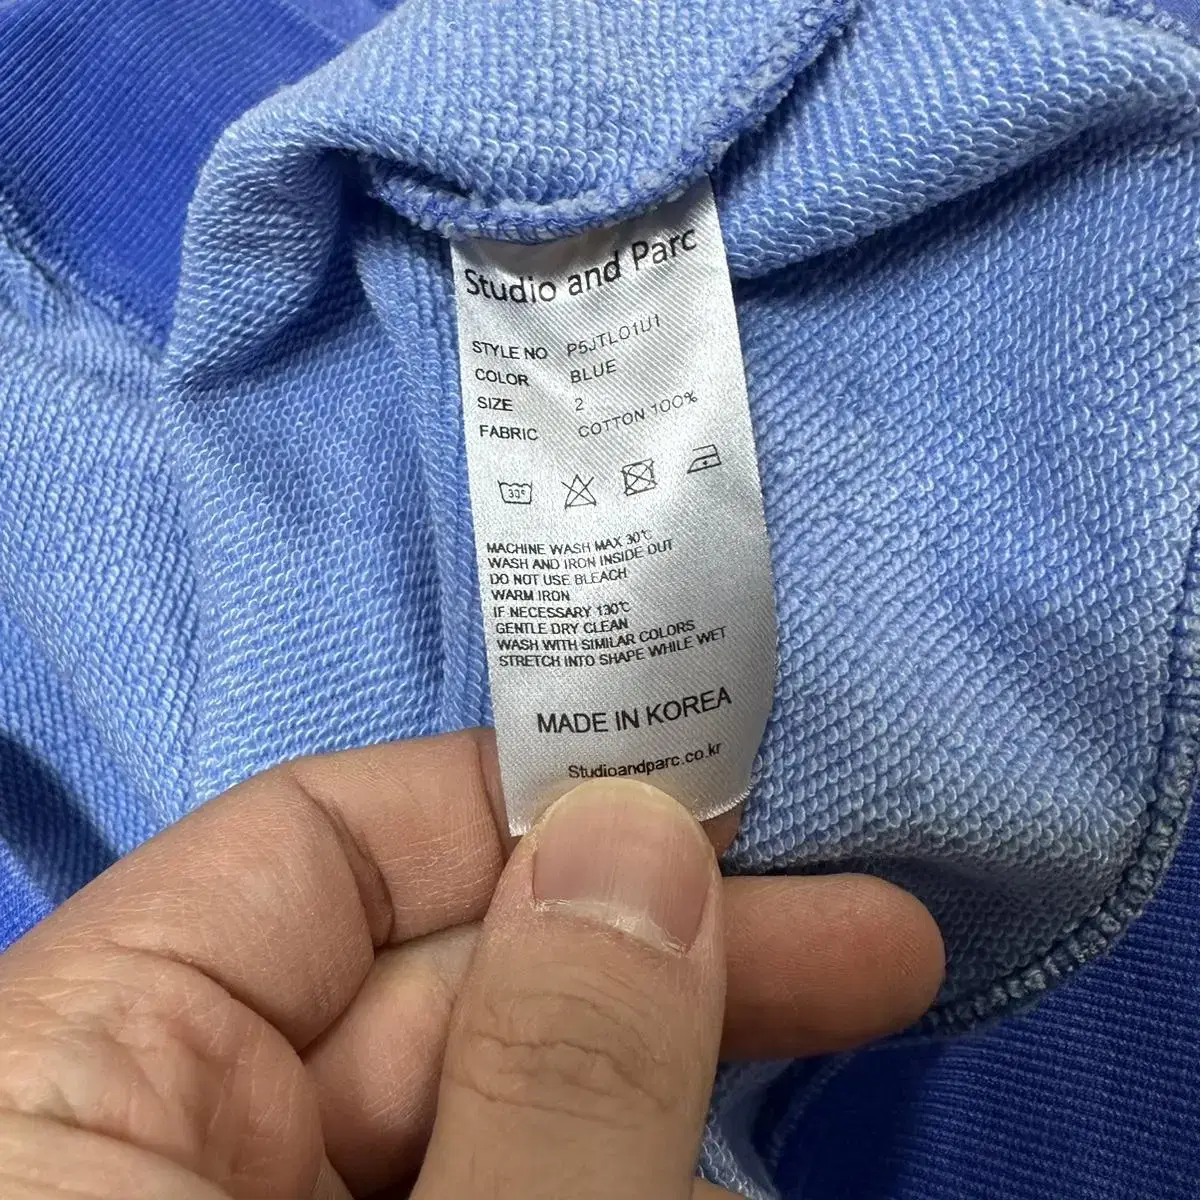 Studio and Parc
STYLE NO P5JTL01U1
COLOR BLUE
SIZE 2
FABRIC COTTON 100%
30°
MACHINE WASH MAX 30℃
WASH AND IRON INSIDE OUT
DO NOT USE BLEACH
WARM IRON
IF NECESSARY 130℃
GENTLE DRY CLEAN
WASH WITH SIMILAR COLORS
STRETCH INTO SHAPE WHILE WET
MADE IN KOREA
Studioandparc.co.kr